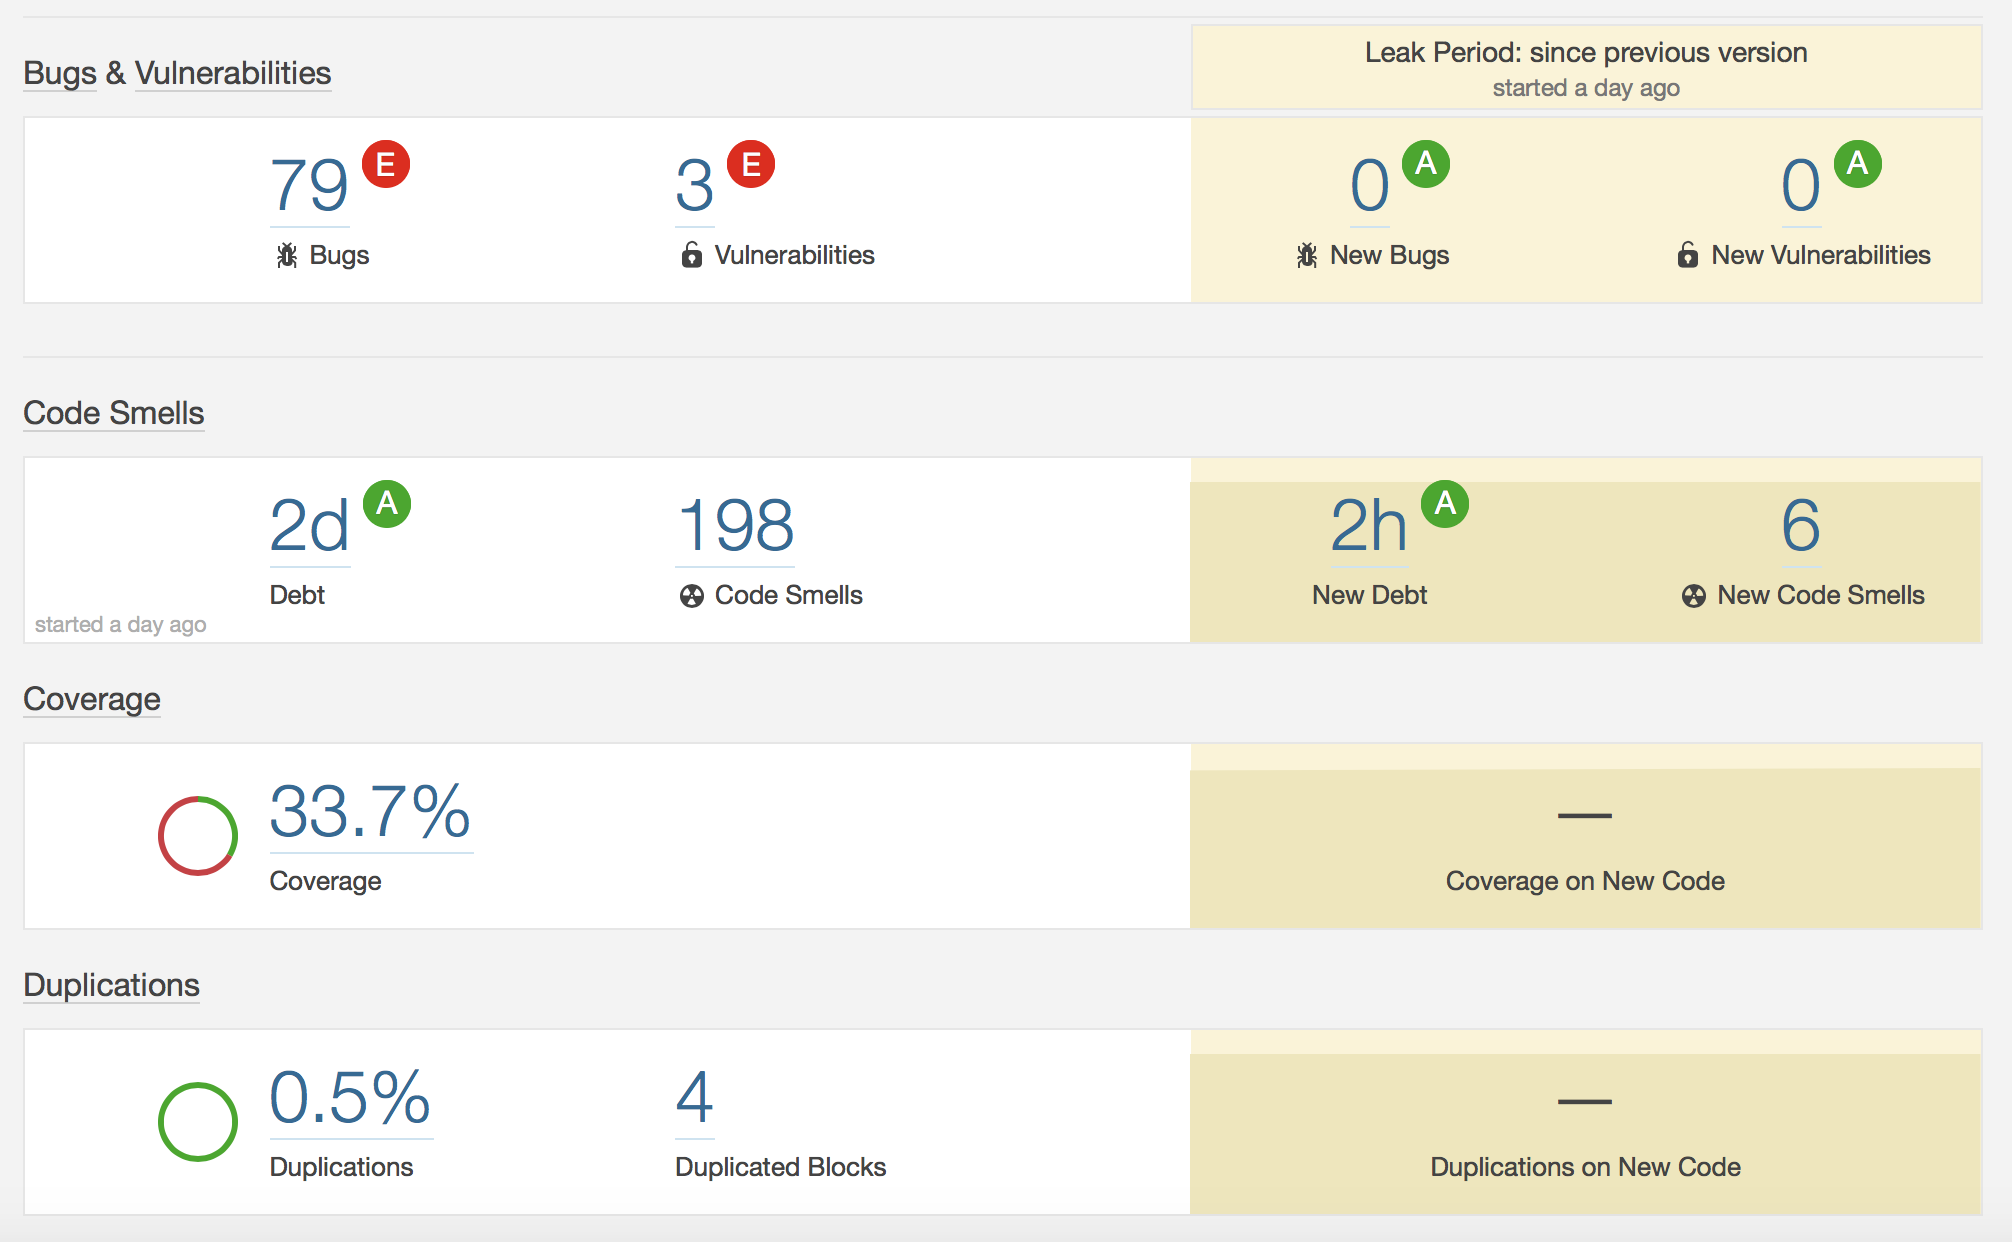 Leak Period: since previous version
started a day ago
Bugs & Vulnerabilities
79 E
Bugs
3 E
Vulnerabilities
0 A
New Bugs
0 A
New Vulnerabilities
Code Smells
2d A
Debt
198
Code Smells
2h A
New Debt
6
New Code Smells
started a day ago
Coverage
33.7%
Coverage
—
Coverage on New Code
Duplications
0.5%
Duplications
4
Duplicated Blocks
—
Duplications on New Code